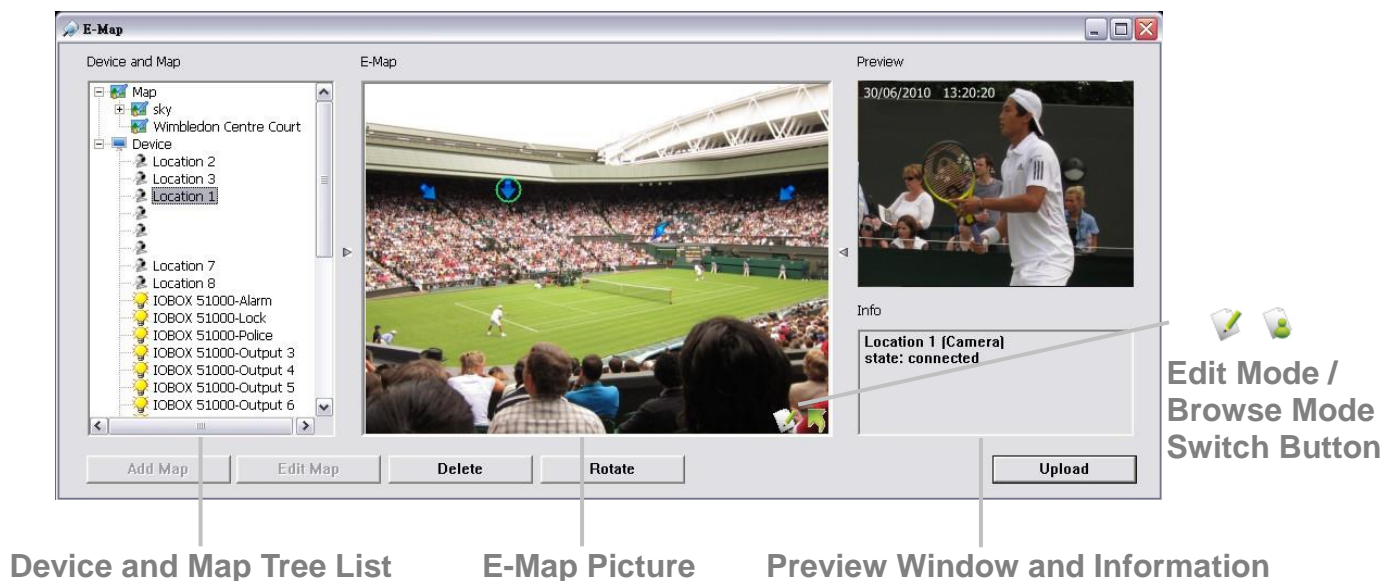 E-Map
Device and Map
E-Map
Preview
Map
sky
Wimbledon Centre Court
Device
Location 2
Location 3
Location 1
Location 7
Location 8
IOBOX 51000-Alarm
IOBOX 51000-Lock
IOBOX 51000-Police
IOBOX 51000-Output 3
IOBOX 51000-Output 4
IOBOX 51000-Output 5
IOBOX 51000-Output 6
30/06/2010 13:20:20
Info
Location 1 (Camera)
state: connected
Add Map
Edit Map
Delete
Rotate
Upload
Edit Mode /
Browse Mode
Switch Button
Device and Map Tree List
E-Map Picture
Preview Window and Information